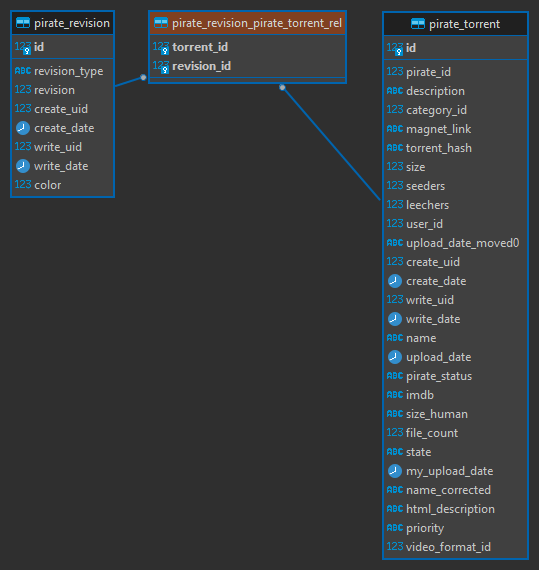 pirate_revision
123 id
ABC revision_type
123 revision
123 create_uid
create_date
123 write_uid
write_date
123 color
pirate_revision_pirate_torrent_rel
123 torrent_id
123 revision_id
pirate_torrent
123 id
123 pirate_id
ABC description
123 category_id
ABC magnet_link
ABC torrent_hash
123 size
123 seeders
123 leechers
123 user_id
ABC upload_date_moved0
123 create_uid
create_date
123 write_uid
write_date
ABC name
upload_date
ABC pirate_status
ABC imdb
ABC size_human
123 file_count
ABC state
my_upload_date
ABC name_corrected
ABC html_description
ABC priority
123 video_format_id